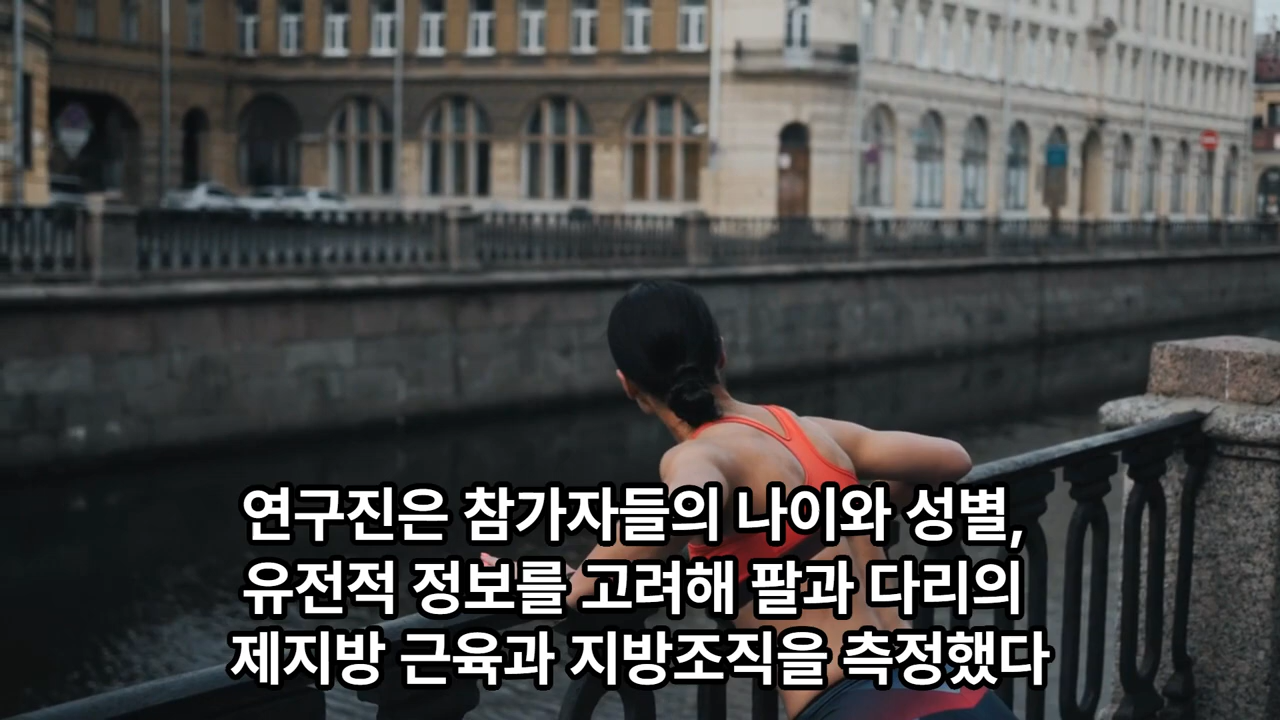 연구진은 참가자들의 나이와 성별,
유전적 정보를 고려해 팔과 다리의
제지방 근육과 지방조직을 측정했다